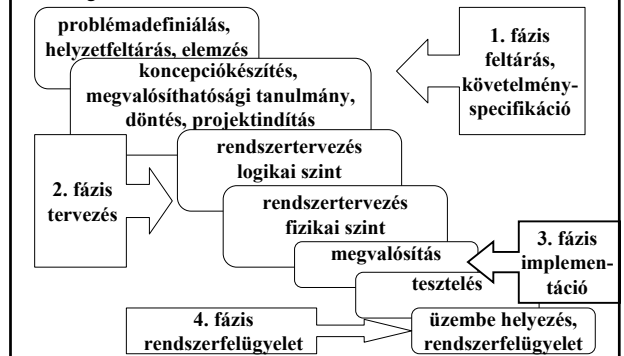 problémadefiniálás,
helyzetfeltárás, elemzés
koncepciókészítés,
megvalósíthatósági tanulmány,
döntés, projektindítás
1. fázis
feltárás,
követelmény-
specifikáció
rendszertervezés
logikai szint
2. fázis
tervezés
rendszertervezés
fizikai szint
megvalósítás
3. fázis
implemen-
táció
tesztelés
4. fázis
rendszerfelügyelet
üzembe helyezés,
rendszerfelügyelet